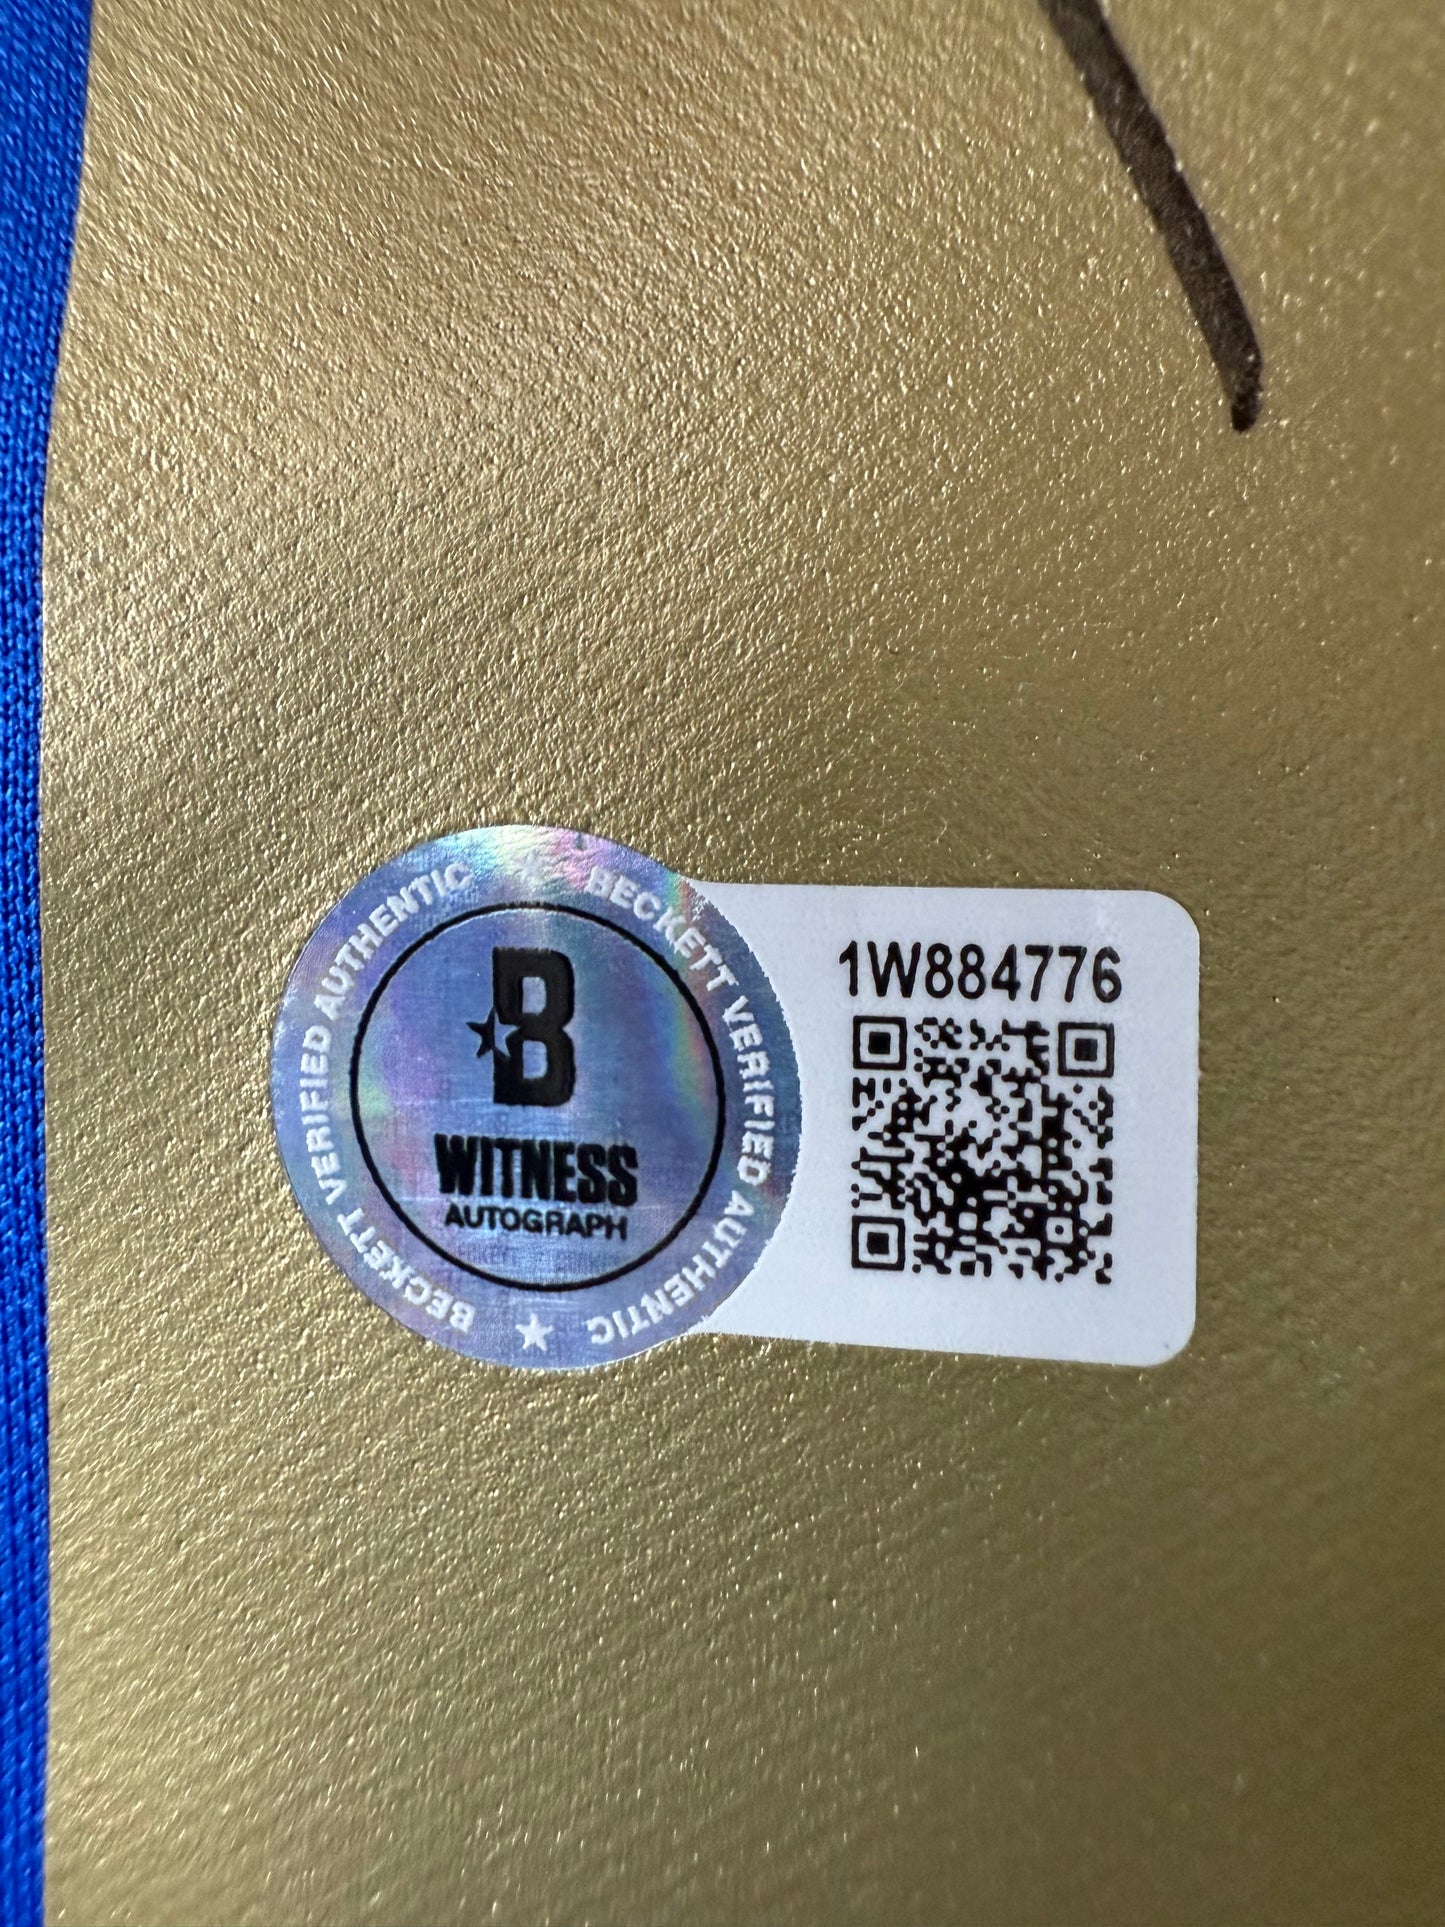 BECKETT VERIFIED AUTHENTIC
BECKETT VERIFIED AUTHENTIC
B
WITNESS
AUTOGRAPH
1W884776